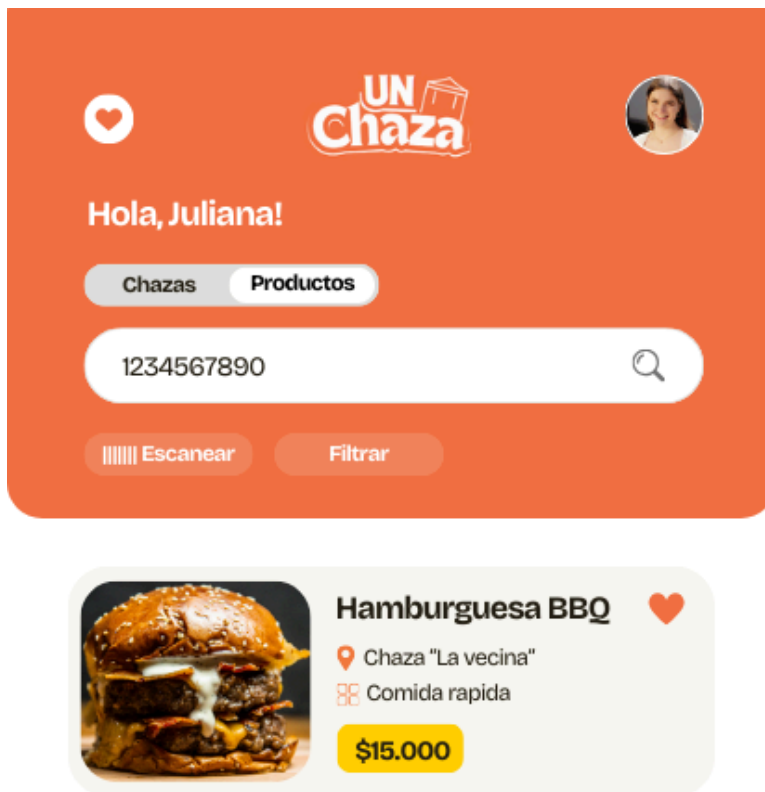 UN
Chaza
Hola, Juliana!
Chazas Productos
1234567890
Escanear Filtrar
Hamburguesa BBQ
Chaza "La vecina"
Comida rapida
$15.000